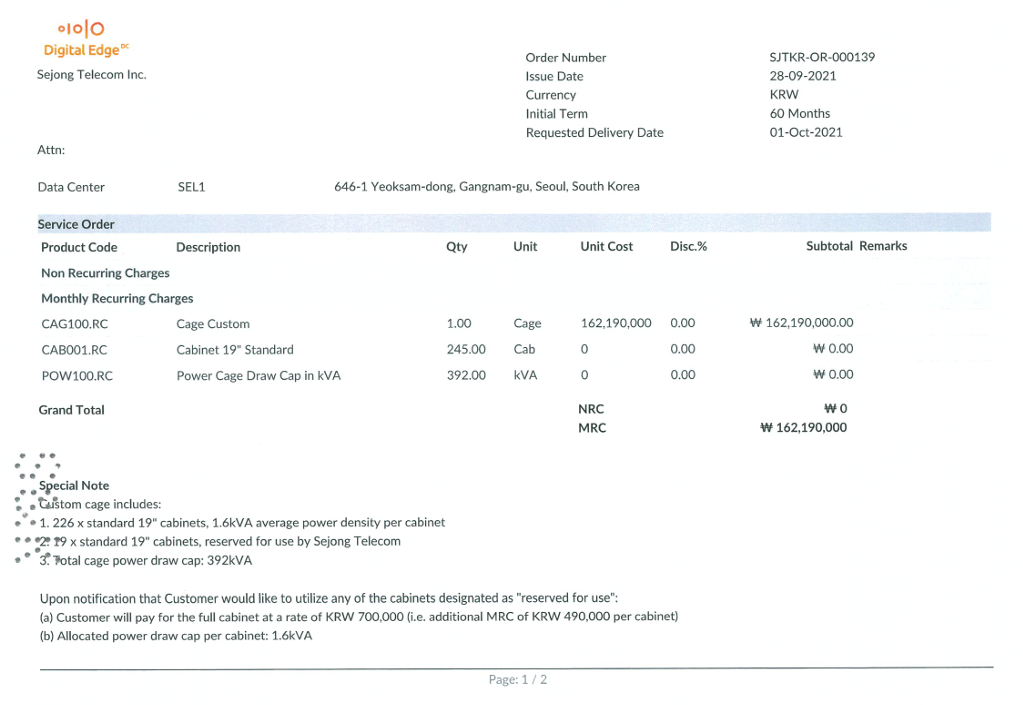 Digital Edge DC
Sejong Telecom Inc.
Order Number SJTKR-OR-000139
Issue Date 28-09-2021
Currency KRW
Initial Term 60 Months
Requested Delivery Date 01-Oct-2021
Attn:
Data Center SEL1 646-1 Yeoksam-dong, Gangnam-gu, Seoul, South Korea
Service Order
Product Code Description Qty Unit Unit Cost Disc.% Subtotal Remarks
Non Recurring Charges
Monthly Recurring Charges
CAG100.RC Cage Custom 1.00 Cage 162,190,000 0.00 ₩ 162,190,000.00
CAB001.RC Cabinet 19" Standard 245.00 Cab 0 0.00 ₩ 0.00
POW100.RC Power Cage Draw Cap in kVA 392.00 kVA 0 0.00 ₩ 0.00
Grand Total NRC ₩ 0
MRC ₩ 162,190,000
Special Note
Custom cage includes:
1. 226 x standard 19" cabinets, 1.6kVA average power density per cabinet
2. 19 x standard 19" cabinets, reserved for use by Sejong Telecom
3. Total cage power draw cap: 392kVA
Upon notification that Customer would like to utilize any of the cabinets designated as "reserved for use":
(a) Customer will pay for the full cabinet at a rate of KRW 700,000 (i.e. additional MRC of KRW 490,000 per cabinet)
(b) Allocated power draw cap per cabinet: 1.6kVA
Page: 1 / 2